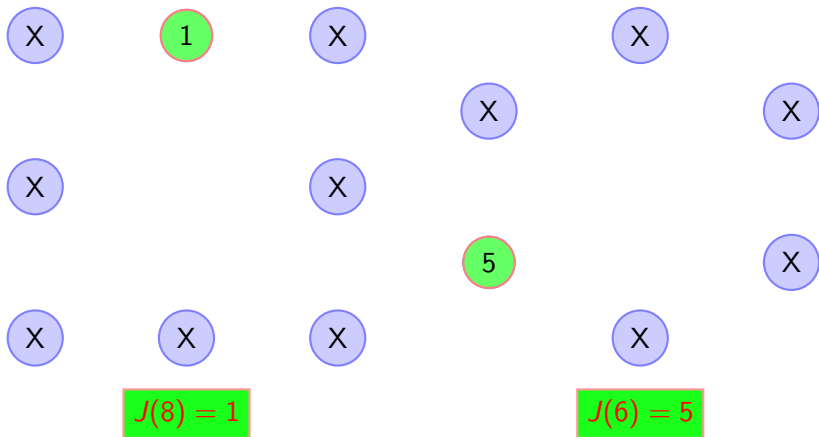 X 1 X X
X X
X X
5 X
X X X X
J(8) = 1 J(6) = 5